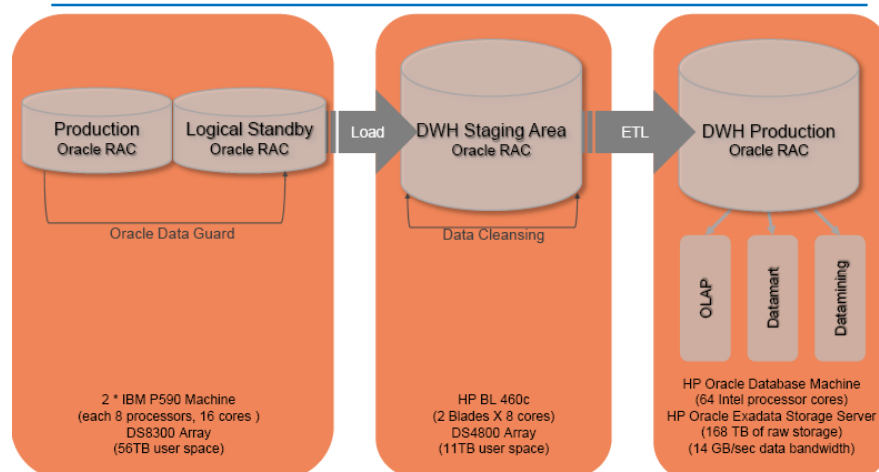 Production
Oracle RAC
Logical Standby
Oracle RAC
Oracle Data Guard
2 * IBM P590 Machine
(each 8 processors, 16 cores )
DS8300 Array
(56TB user space)
Load
DWH Staging Area
Oracle RAC
Data Cleansing
HP BL 460c
(2 Blades X 8 cores)
DS4800 Array
(11TB user space)
ETL
DWH Production
Oracle RAC
OLAP
Datamart
Datamining
HP Oracle Database Machine
(64 Intel processor cores)
HP Oracle Exadata Storage Server
(168 TB of raw storage)
(14 GB/sec data bandwidth)